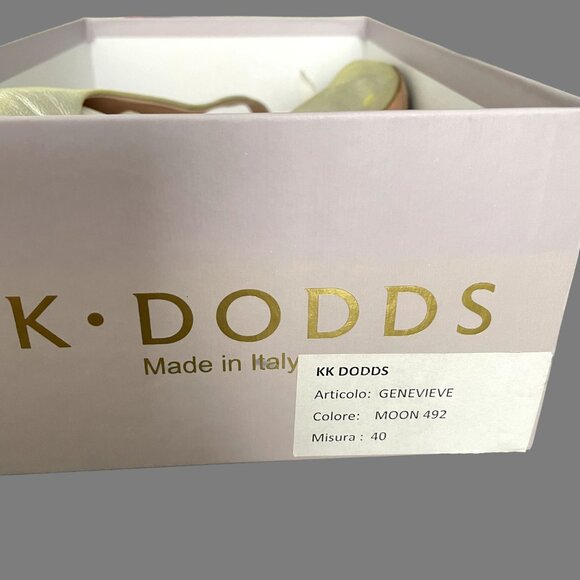 K•DODDS
Made in Italy
KK DODDS
Articolo: GENEVIEVE
Colore: MOON 492
Misura : 40